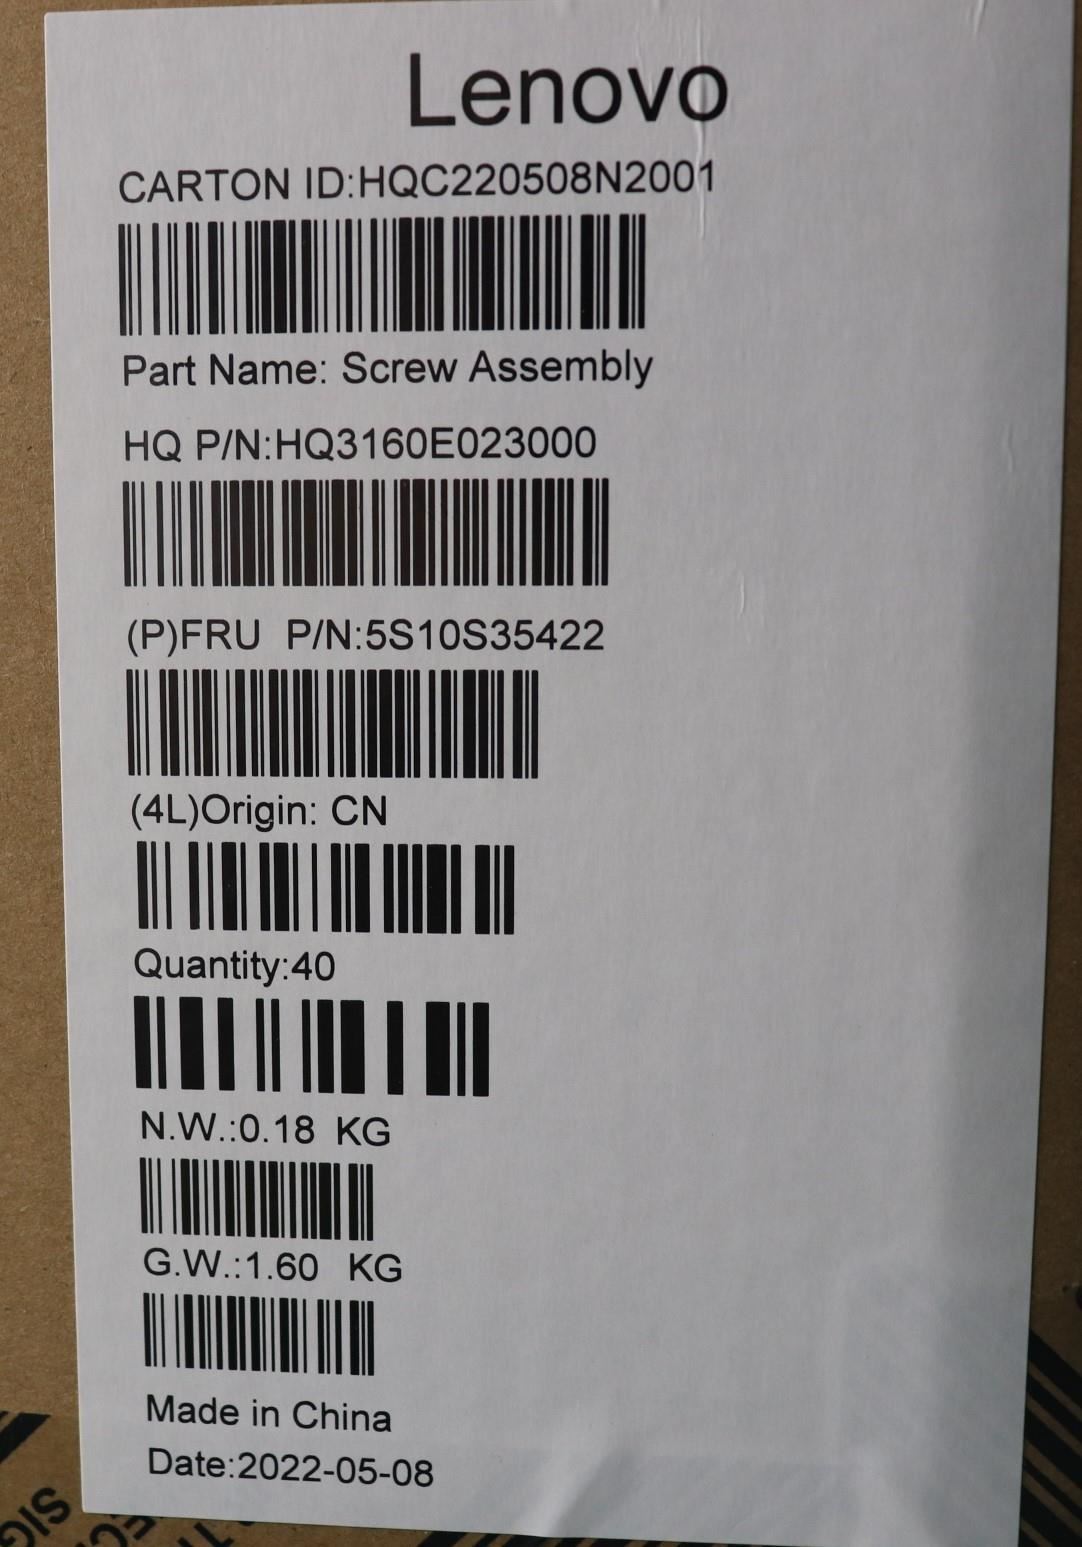 Lenovo
CARTON ID:HQC220508N2001
Part Name: Screw Assembly
HQ P/N:HQ3160E023000
(P)FRU P/N:5S10S35422
(4L)Origin: CN
Quantity:40
N.W.:0.18 KG
G.W.:1.60 KG
Made in China
Date:2022-05-08